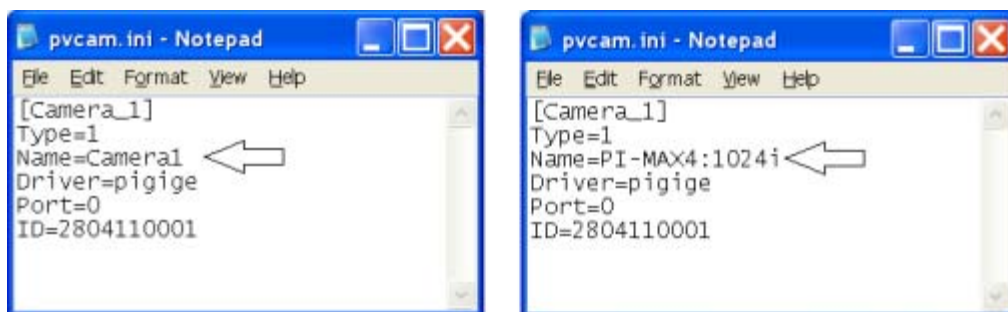 pvcam.ini - Notepad
File Edit Format View Help
[Camera_1]
Type=1
Name=Camera1
Driver=pigige
Port=0
ID=2804110001
pvcam.ini - Notepad
File Edit Format View Help
[Camera_1]
Type=1
Name=PI-MAX4:1024i
Driver=pigige
Port=0
ID=2804110001